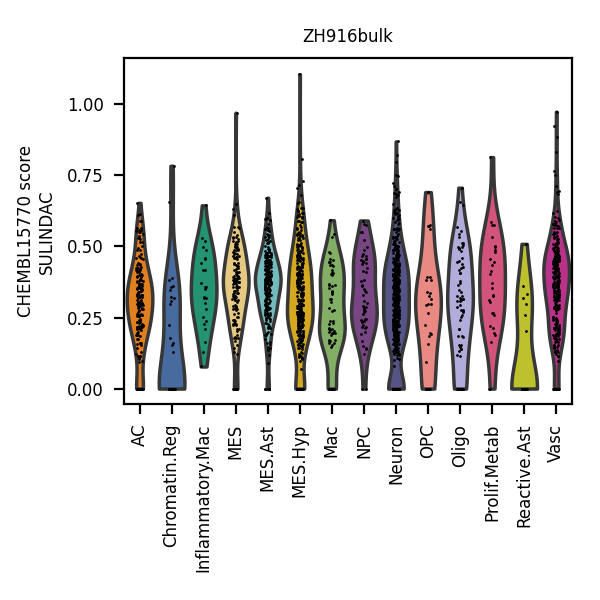 ZH916bulk
CHEMBL15770 score
SULINDAC
1.00
0.75
0.50
0.25
0.00
AC
Chromatin.Reg
Inflammatory.Mac
MES
MES.Ast
MES.Hyp
Mac
NPC
Neuron
OPC
Oligo
Prolif.Metab
Reactive.Ast
Vasc